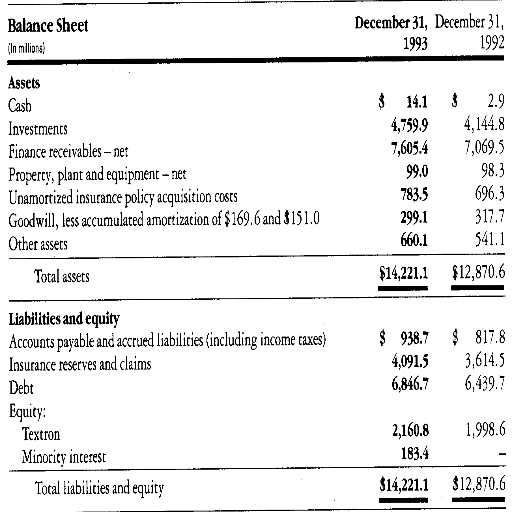 Balance Sheet December 31, December 31,
(In millions) 1993 1992
Assets
Cash $ 14.1 $ 2.9
Investments 4,759.9 4,144.8
Finance receivables – net 7,605.4 7,069.5
Property, plant and equipment – net 99.0 98.3
Unamortized insurance policy acquisition costs 783.5 696.3
Goodwill, less accumulated amortization of $169.6 and $151.0 299.1 317.7
Other assets 660.1 541.1
Total assets $14,221.1 $12,870.6
Liabilities and equity
Accounts payable and accrued liabilities (including income taxes) $ 938.7 $ 817.8
Insurance reserves and claims 4,091.5 3,614.5
Debt 6,846.7 6,439.7
Equity:
Textron 2,160.8 1,998.6
Minority interest 183.4 –
Total liabilities and equity $14,221.1 $12,870.6